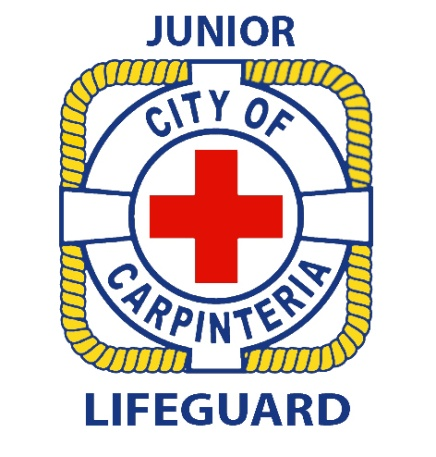 JUNIOR
CITY OF
CARPINTERIA
LIFEGUARD